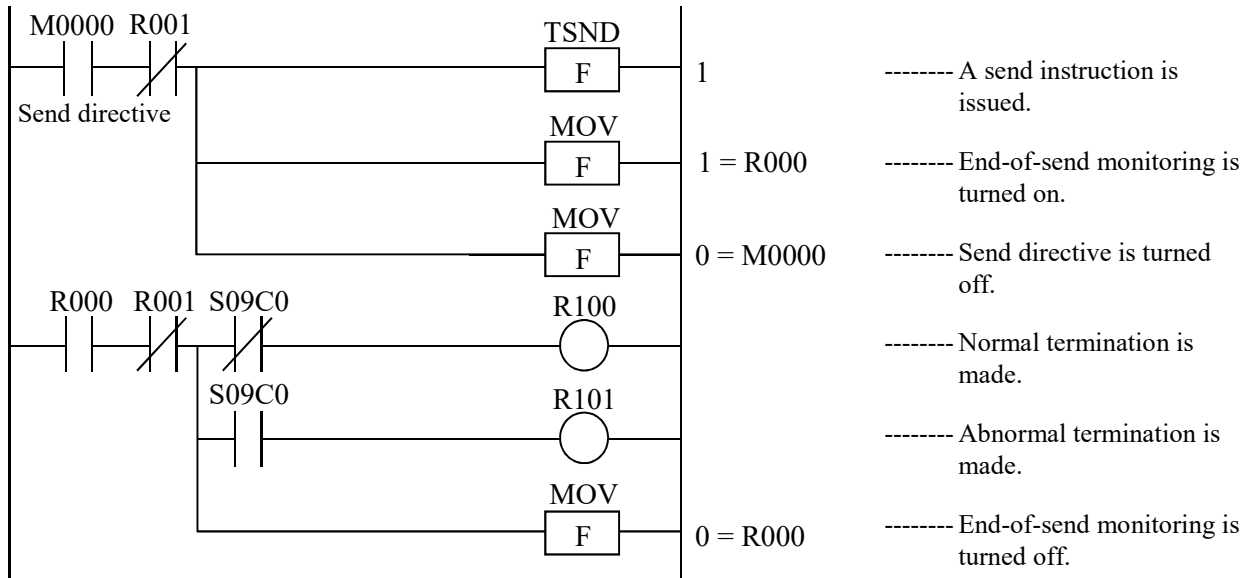 M0000 R001 TSND
F 1 -------- A send instruction is
issued.
Send directive
MOV
F 1 = R000 -------- End-of-send monitoring is
turned on.
MOV
F 0 = M0000 -------- Send directive is turned
off.
R000 R001 S09C0 R100
-------- Normal termination is
made.
S09C0 R101
-------- Abnormal termination is
made.
MOV
F 0 = R000 -------- End-of-send monitoring is
turned off.